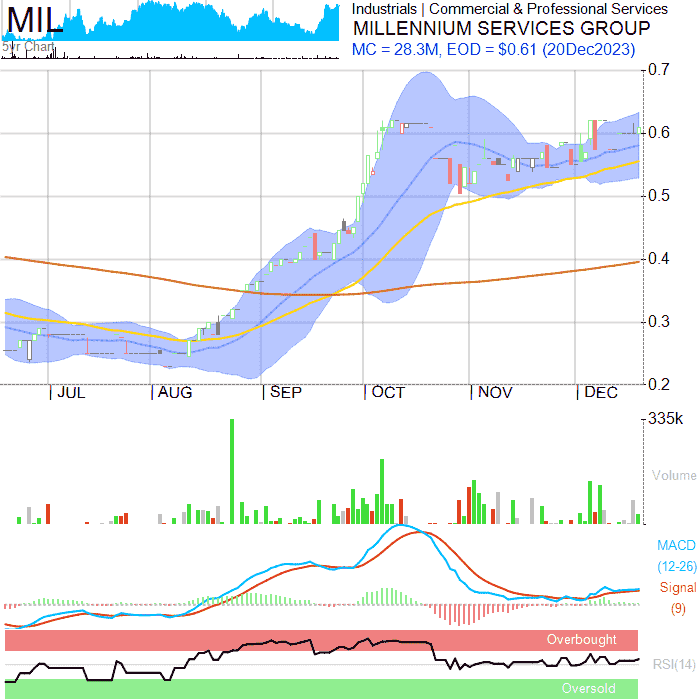 MIL
5yr Chart
Industrials | Commercial & Professional Services
MILLENNIUM SERVICES GROUP
MC = 28.3M, EOD = $0.61 (20Dec2023)
0.7
0.6
0.5
0.4
0.3
0.2
JUL
AUG
SEP
OCT
NOV
DEC
335k
Volume
MACD
(12-26)
Signal
(9)
Overbought
RSI(14)
Oversold